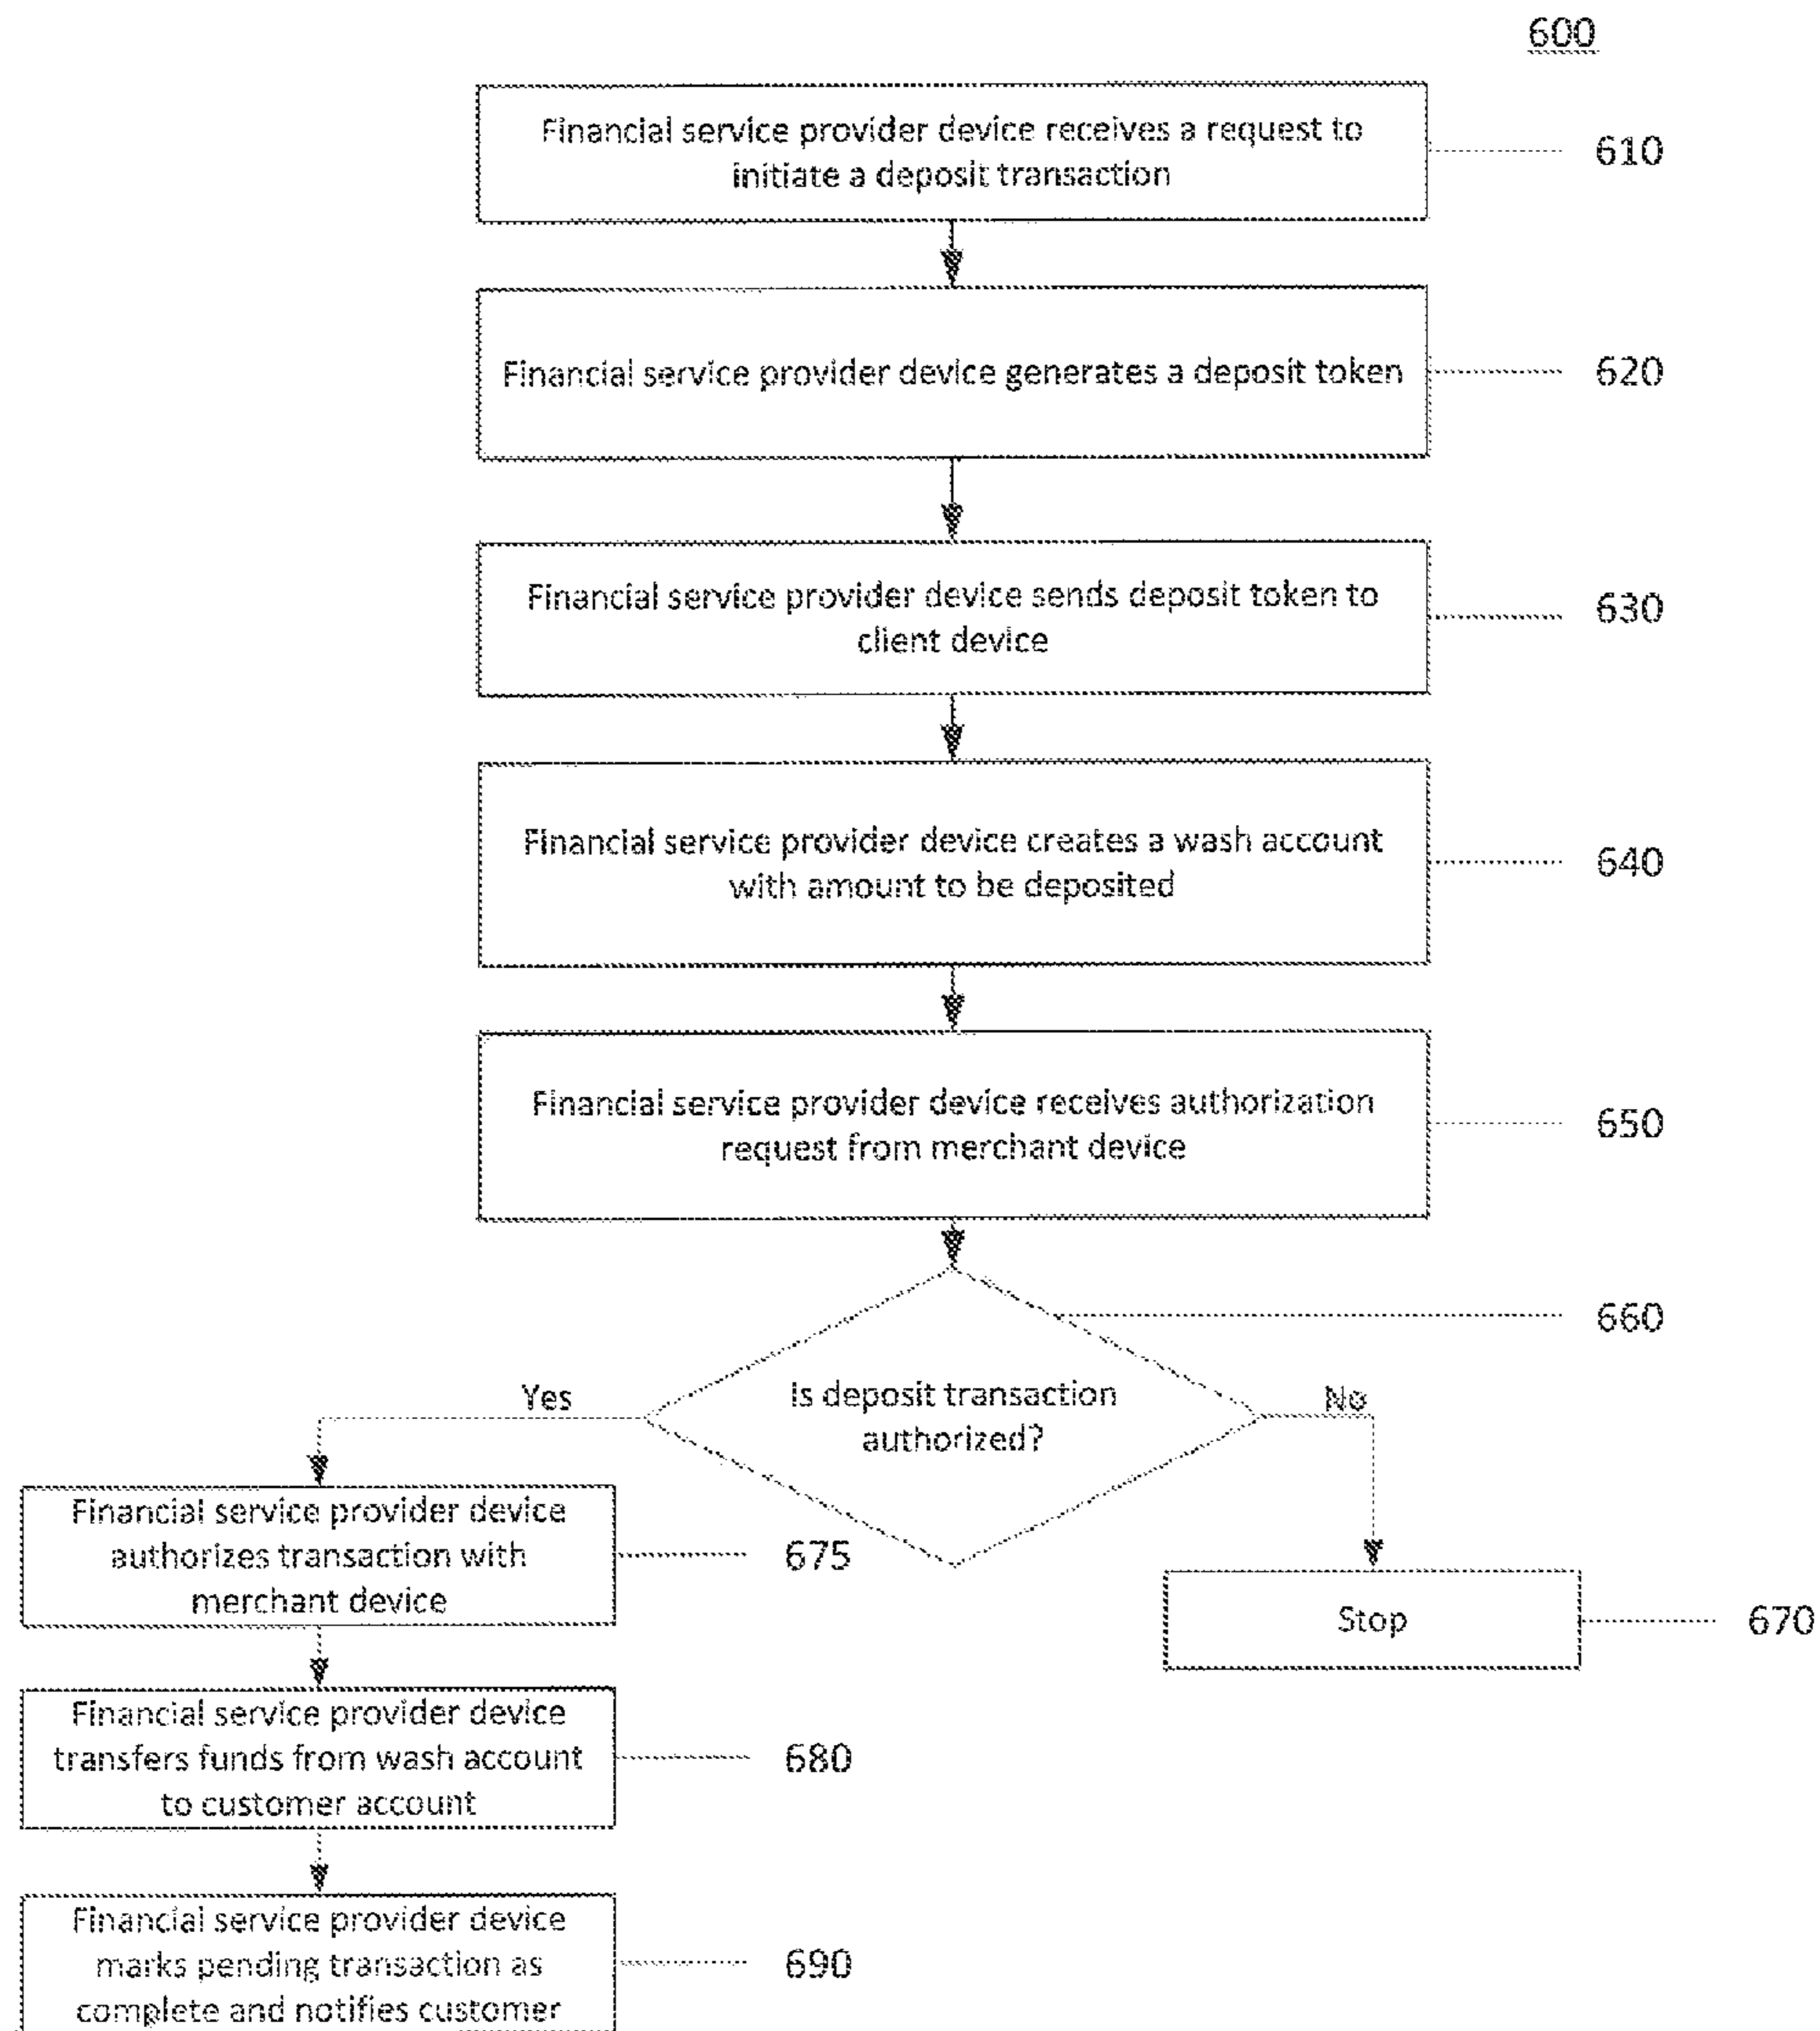 600
Financial service provider device receives a request to
initiate a deposit transaction
610
Financial service provider device generates a deposit token
620
Financial service provider device sends deposit token to
client device
630
Financial service provider device creates a wash account
with amount to be deposited
640
Financial service provider device receives authorization
request from merchant device
650
660
Is deposit transaction
authorized?
Yes
No
Financial service provider device
authorizes transaction with
merchant device
675
Stop
670
Financial service provider device
transfers funds from wash account
to customer account
680
Financial service provider device
marks pending transaction as
complete and notifies customer
690